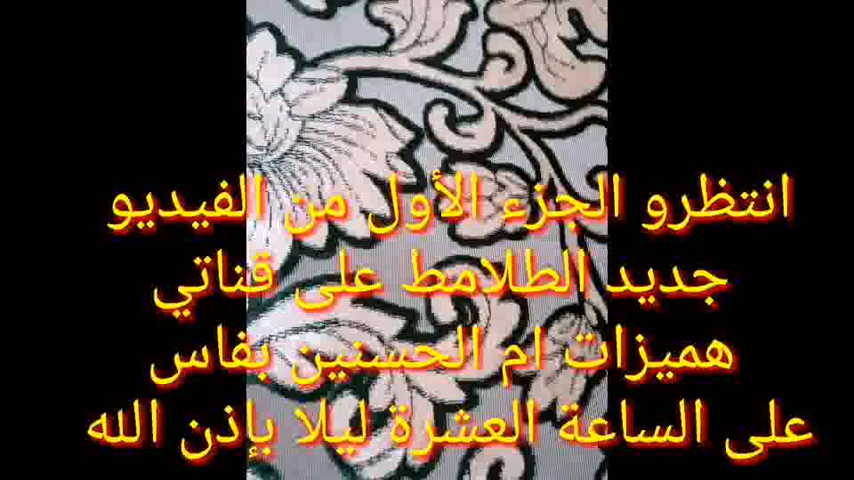 انتظرو الجزء الأول من الفيديو
جديد الطلامط على قناتي
هميزات ام الحسنين بفاس
على الساعة العشرة ليلا بإذن الله